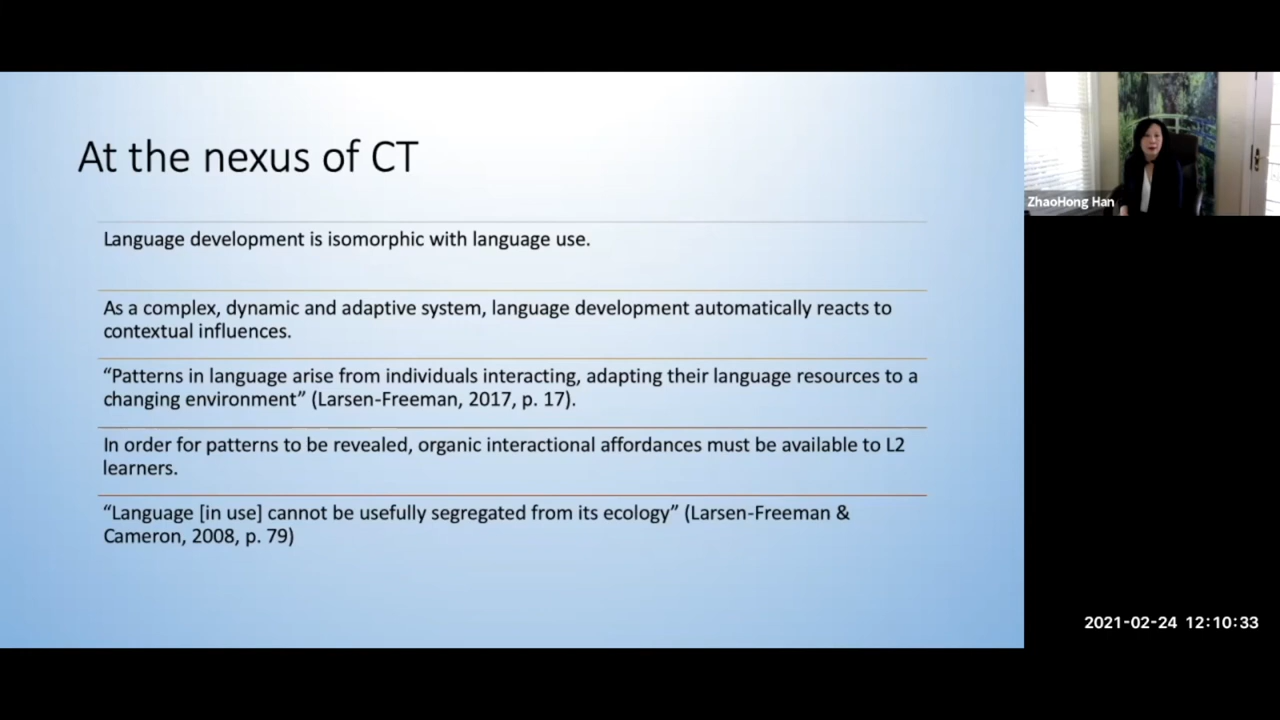 At the nexus of CT
Language development is isomorphic with language use.
As a complex, dynamic and adaptive system, language development automatically reacts to
contextual influences.
“Patterns in language arise from individuals interacting, adapting their language resources to a
changing environment” (Larsen-Freeman, 2017, p. 17).
In order for patterns to be revealed, organic interactional affordances must be available to L2
learners.
“Language [in use] cannot be usefully segregated from its ecology” (Larsen-Freeman &
Cameron, 2008, p. 79)
ZhaoHong Han
2021-02-24 12:10:33